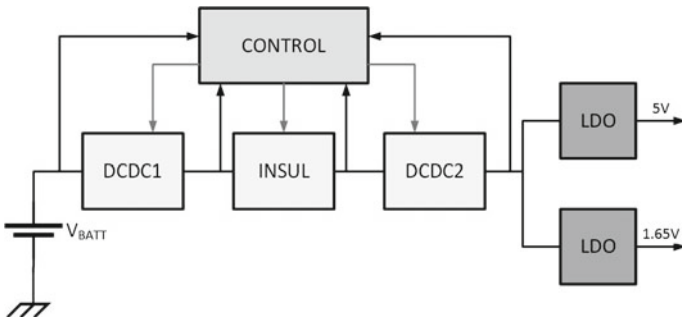 CONTROL
DCDC1
INSUL
DCDC2
LDO
5V
LDO
1.65V
VBATT